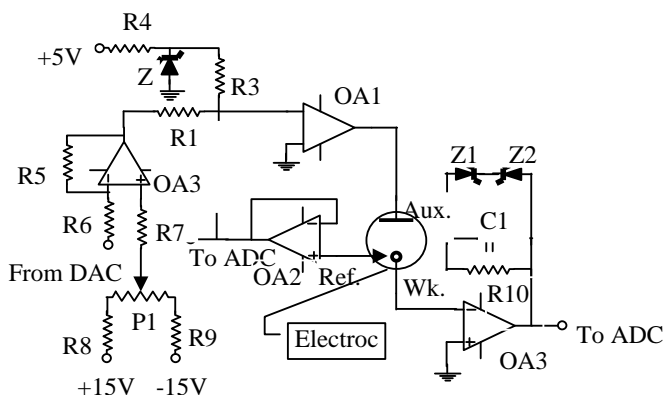 R4
+5V
Z
R3
OA1
R1
Z1 Z2
R5
OA3
R6
R7
Aux.
C1
To ADC
OA2
Ref.
From DAC
Wk.
R10
P1
R8
R9
Electroc
To ADC
OA3
+15V -15V